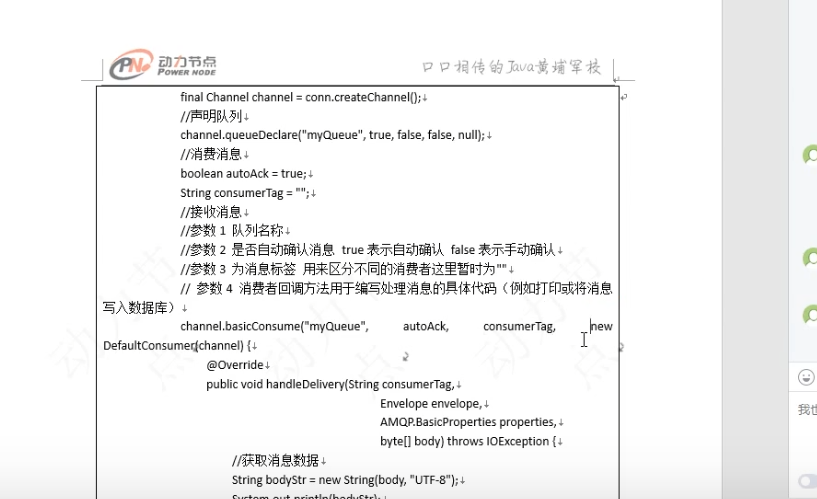 动力节点
POWER NODE
口口相传的Java黄埔军校
final Channel channel = conn.createChannel();
//声明队列
channel.queueDeclare("myQueue", true, false, false, null);
//消费消息
boolean autoAck = true;
String consumerTag = "";
//接收消息
//参数 1 队列名称
//参数 2 是否自动确认消息 true 表示自动确认 false 表示手动确认
//参数 3 为消息标签 用来区分不同的消费者这里暂时为""
// 参数 4 消费者回调方法用于编写处理消息的具体代码（例如打印或将消息
写入数据库）
channel.basicConsume("myQueue", autoAck, consumerTag, new
DefaultConsumer(channel) {
@Override
public void handleDelivery(String consumerTag,
Envelope envelope,
AMQP.BasicProperties properties,
byte[] body) throws IOException {
//获取消息数据
String bodyStr = new String(body, "UTF-8");
System.out.println(bodyStr);
我也